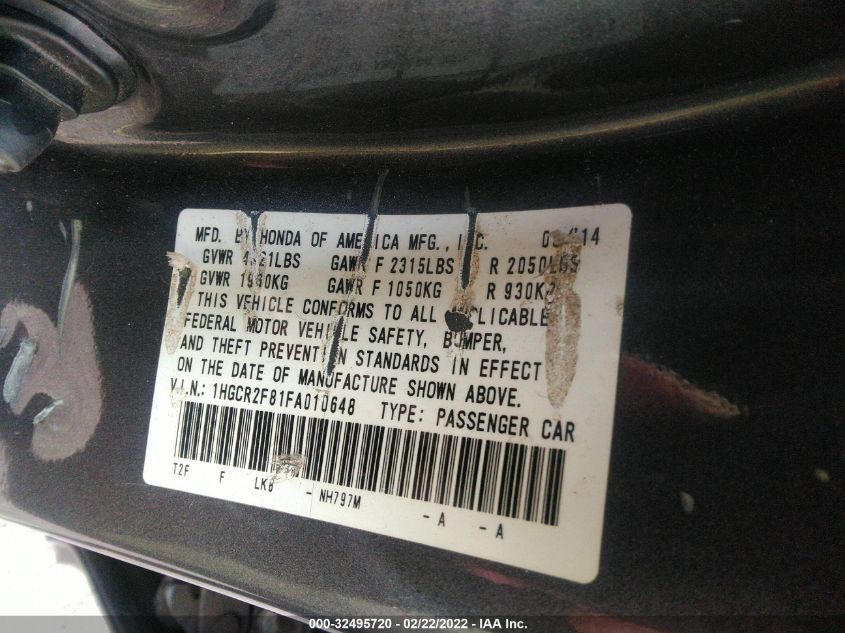 MFD. BY HONDA OF AMERICA MFG., INC.
GVWR GAWR F 2315LBS R 2050LBS
GVWR GAWR F 1050KG R 930KG
THIS VEHICLE CONFORMS TO ALL APPLICABLE
FEDERAL MOTOR VEHICLE SAFETY, BUMPER,
AND THEFT PREVENTION STANDARDS IN EFFECT
ON THE DATE OF MANUFACTURE SHOWN ABOVE.
V.I.N.: 1HGCR2F81FA010648 TYPE: PASSENGER CAR
T2F F - NH797M - A - A
000-32495720 - 02/22/2022 - IAA Inc.